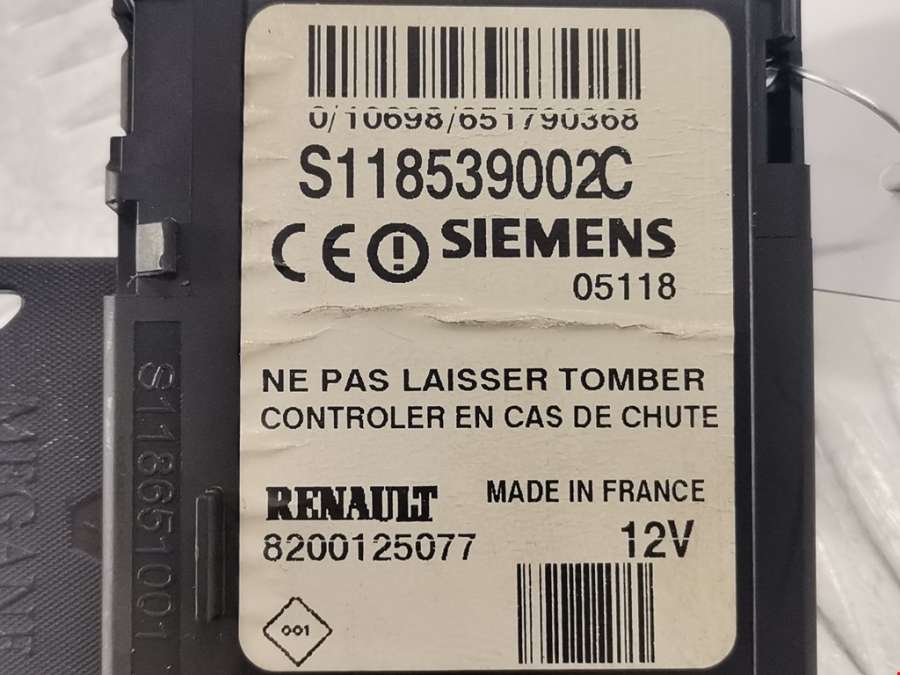 0/10698/651790368
S118539002C
CE SIEMENS
05118
NE PAS LAISSER TOMBER
CONTROLER EN CAS DE CHUTE
RENAULT
MADE IN FRANCE
8200125077
12V
001
S118651001
MEGANE